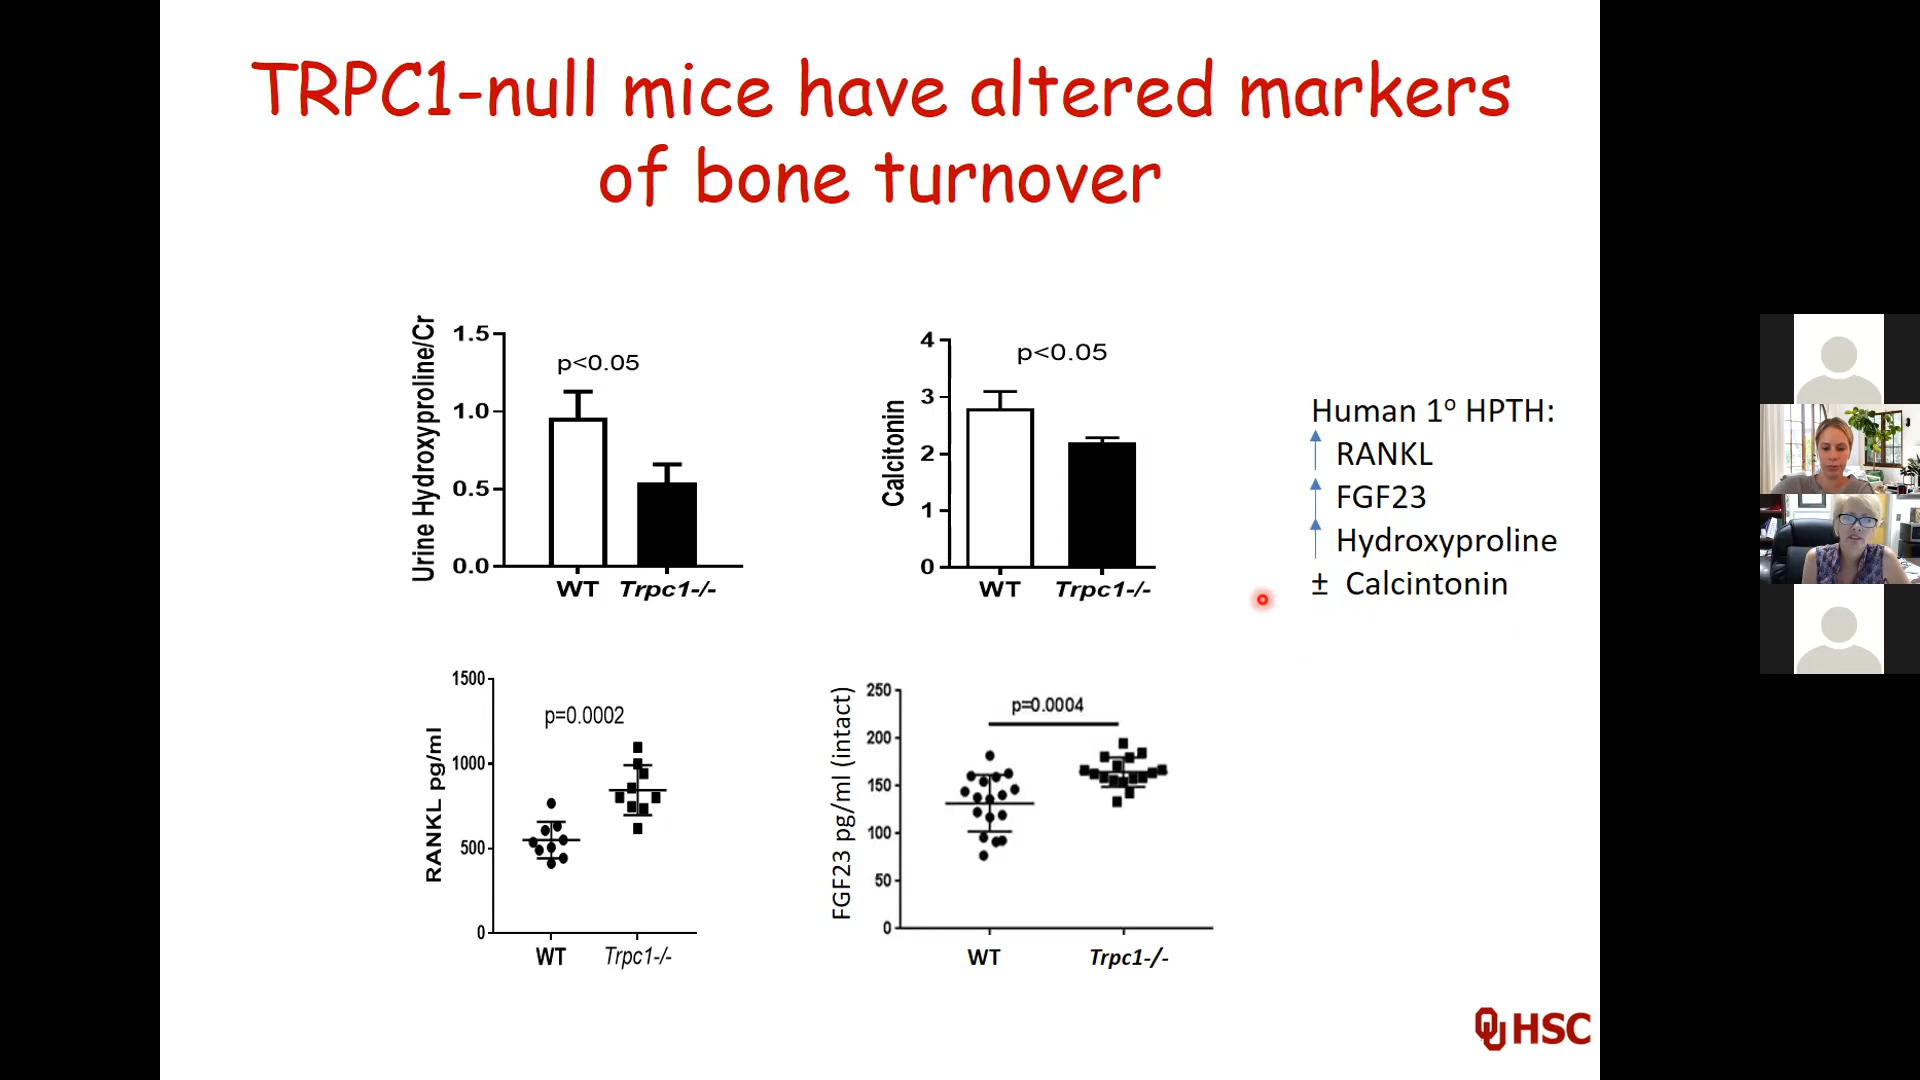 TRPC1-null mice have altered markers
of bone turnover
Urine Hydroxyproline/Cr
1.5
1.0
0.5
0.0
p<0.05
WT Trpc1-/-
Calcitonin
4
3
2
1
0
p<0.05
WT Trpc1-/-
Human 1º HPTH:
RANKL
FGF23
Hydroxyproline
± Calcintonin
RANKL pg/ml
1500
1000
500
0
p=0.0002
WT Trpc1-/-
FGF23 pg/ml (intact)
250
200
150
100
50
0
p=0.0004
WT Trpc1-/-
OU HSC